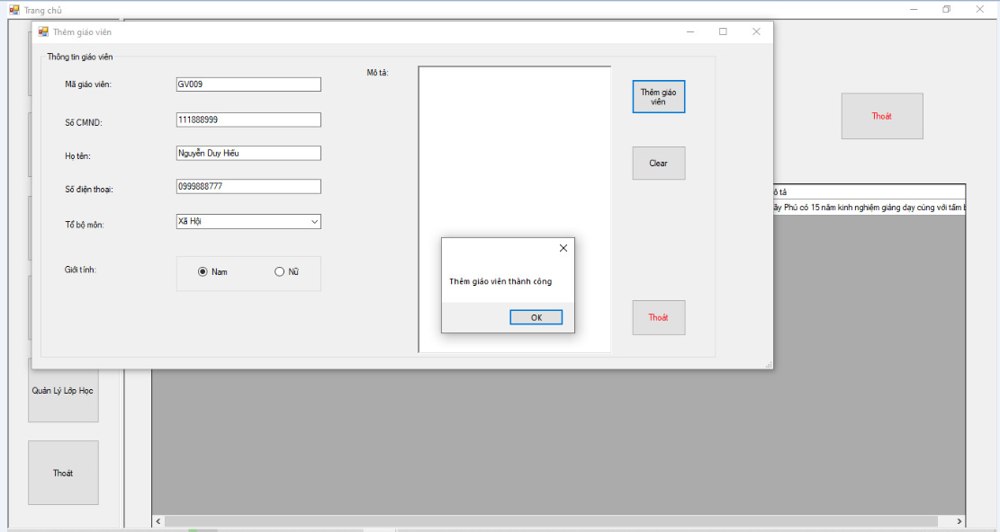 Trang chủ
Thêm giáo viên
Thông tin giáo viên
Mã giáo viên:
GV009
Số CMND:
111888999
Họ tên:
Nguyễn Duy Hiếu
Số điện thoại:
0999888777
Tổ bộ môn:
Xã Hội
Giới tính:
Nam
Nữ
Mô tả:
Thêm giáo
viên
Clear
Thoát
Thêm giáo viên thành công
OK
Thoát
ô tả
ầy Phú có 15 năm kinh nghiệm giảng dạy cùng với tấm
Quản Lý Lớp Học
Thoát